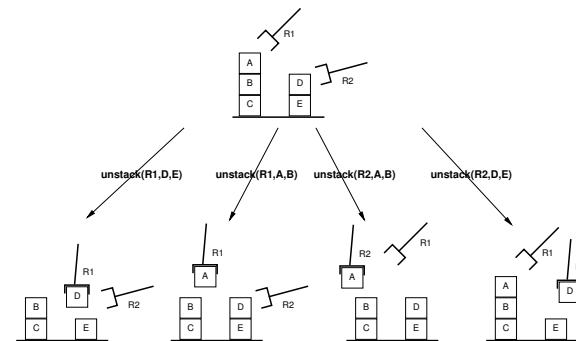 R1
A
B D R2
C E
unstack(R1,D,E) unstack(R1,A,B) unstack(R2,A,B) unstack(R2,D,E)
R1
D
B R2
C E
R1
A
B D R2
C E
R2 R1
A
B D
C E
R1
A D
B
C E